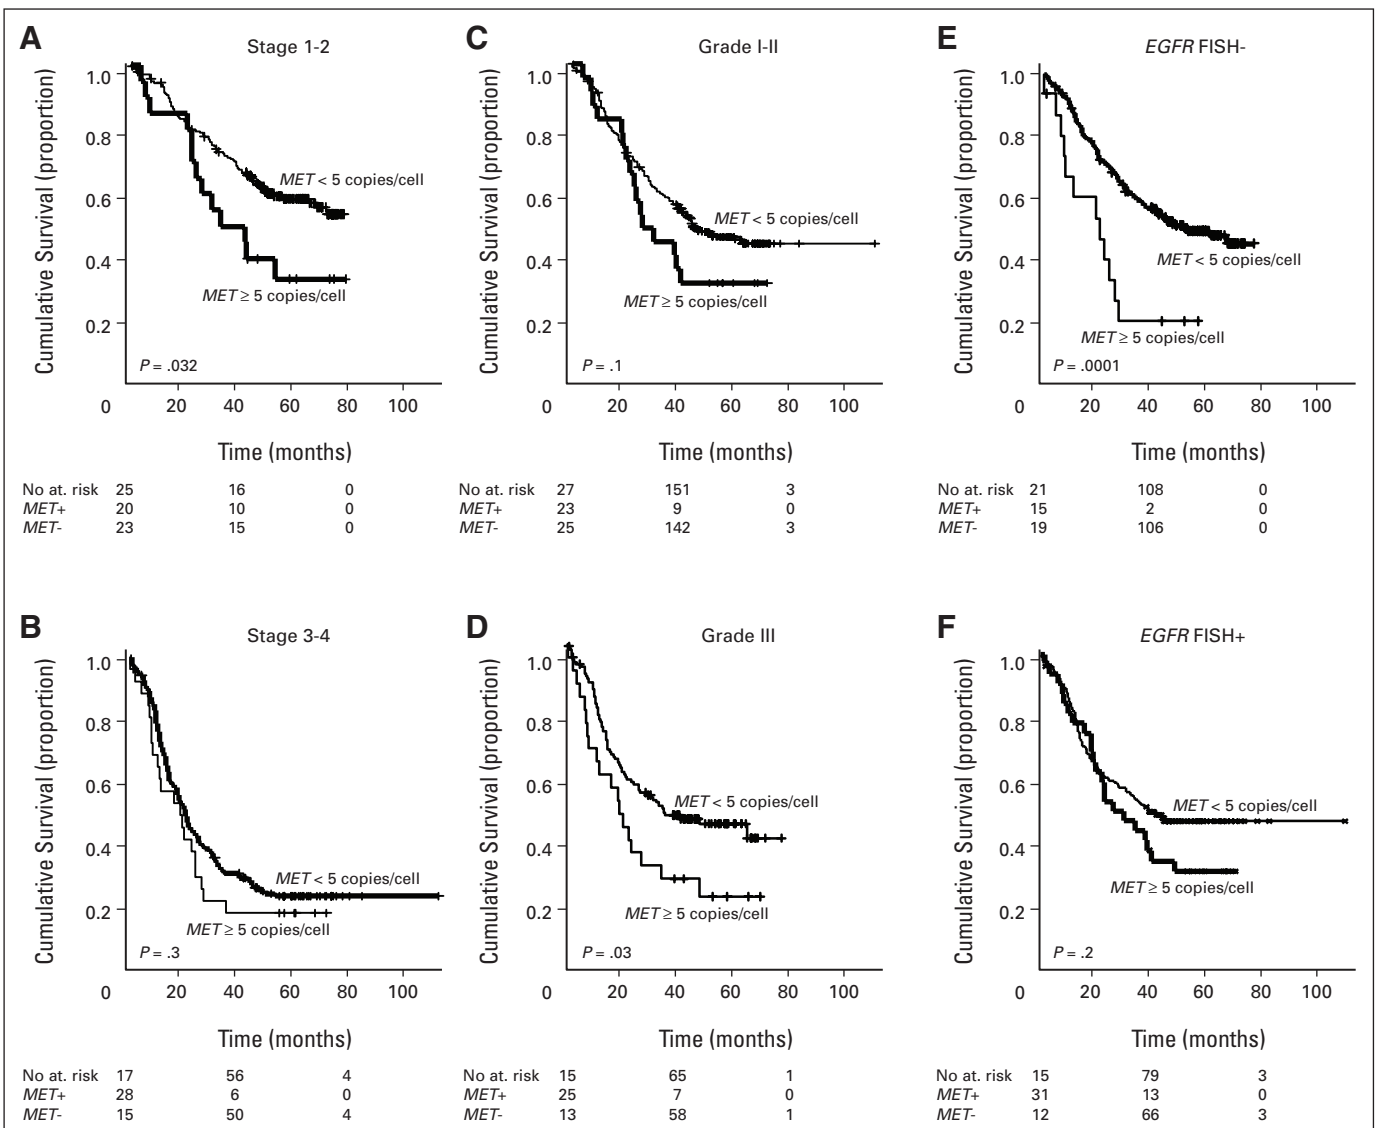 A
Stage 1-2
Cumulative Survival (proportion)
1.0
0.8
0.6
0.4
0.2
0
MET < 5 copies/cell
MET ≥ 5 copies/cell
P = .032
20 40 60 80 100
Time (months)
No at. risk 25 16 0
MET+ 20 10 0
MET- 23 15 0
C
Grade I-II
Cumulative Survival (proportion)
1.0
0.8
0.6
0.4
0.2
0
MET < 5 copies/cell
MET ≥ 5 copies/cell
P = .1
20 40 60 80 100
Time (months)
No at. risk 27 151 3
MET+ 23 9 0
MET- 25 142 3
E
EGFR FISH-
Cumulative Survival (proportion)
1.0
0.8
0.6
0.4
0.2
0
MET < 5 copies/cell
MET ≥ 5 copies/cell
P = .0001
20 40 60 80 100
Time (months)
No at. risk 21 108 0
MET+ 15 2 0
MET- 19 106 0
B
Stage 3-4
Cumulative Survival (proportion)
1.0
0.8
0.6
0.4
0.2
0
MET < 5 copies/cell
MET ≥ 5 copies/cell
P = .3
20 40 60 80 100
Time (months)
No at. risk 17 56 4
MET+ 28 6 0
MET- 15 50 4
D
Grade III
Cumulative Survival (proportion)
1.0
0.8
0.6
0.4
0.2
0
MET < 5 copies/cell
MET ≥ 5 copies/cell
P = .03
20 40 60 80 100
Time (months)
No at. risk 15 65 1
MET+ 25 7 0
MET- 13 58 1
F
EGFR FISH+
Cumulative Survival (proportion)
1.0
0.8
0.6
0.4
0.2
0
MET < 5 copies/cell
MET ≥ 5 copies/cell
P = .2
20 40 60 80 100
Time (months)
No at. risk 15 79 3
MET+ 31 13 0
MET- 12 66 3